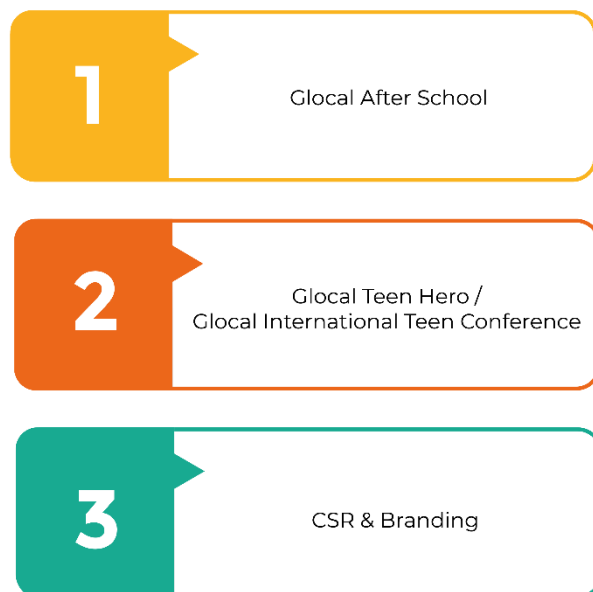 1
Glocal After School
2
Glocal Teen Hero /
Glocal International Teen Conference
3
CSR & Branding